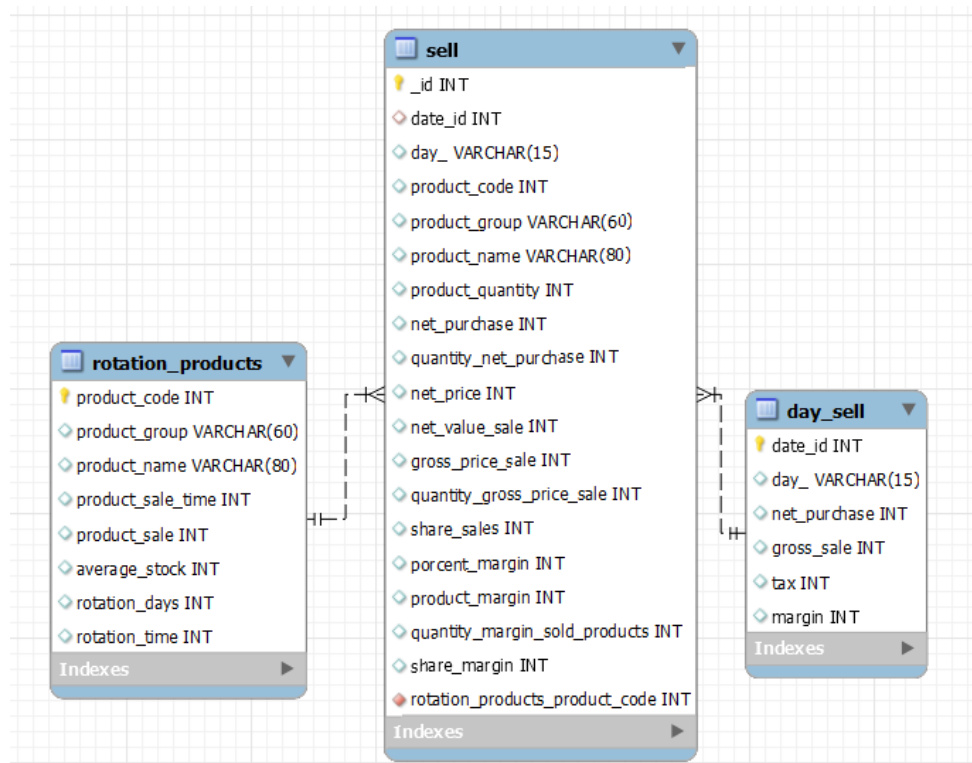 sell
_id INT
date_id INT
day_ VARCHAR(15)
product_code INT
product_group VARCHAR(60)
product_name VARCHAR(80)
product_quantity INT
net_purchase INT
quantity_net_purchase INT
net_price INT
net_value_sale INT
gross_price_sale INT
quantity_gross_price_sale INT
share_sales INT
porcent_margin INT
product_margin INT
quantity_margin_sold_products INT
share_margin INT
rotation_products_product_code INT
Indexes
rotation_products
product_code INT
product_group VARCHAR(60)
product_name VARCHAR(80)
product_sale_time INT
product_sale INT
average_stock INT
rotation_days INT
rotation_time INT
Indexes
day_sell
date_id INT
day_ VARCHAR(15)
net_purchase INT
gross_sale INT
tax INT
margin INT
Indexes